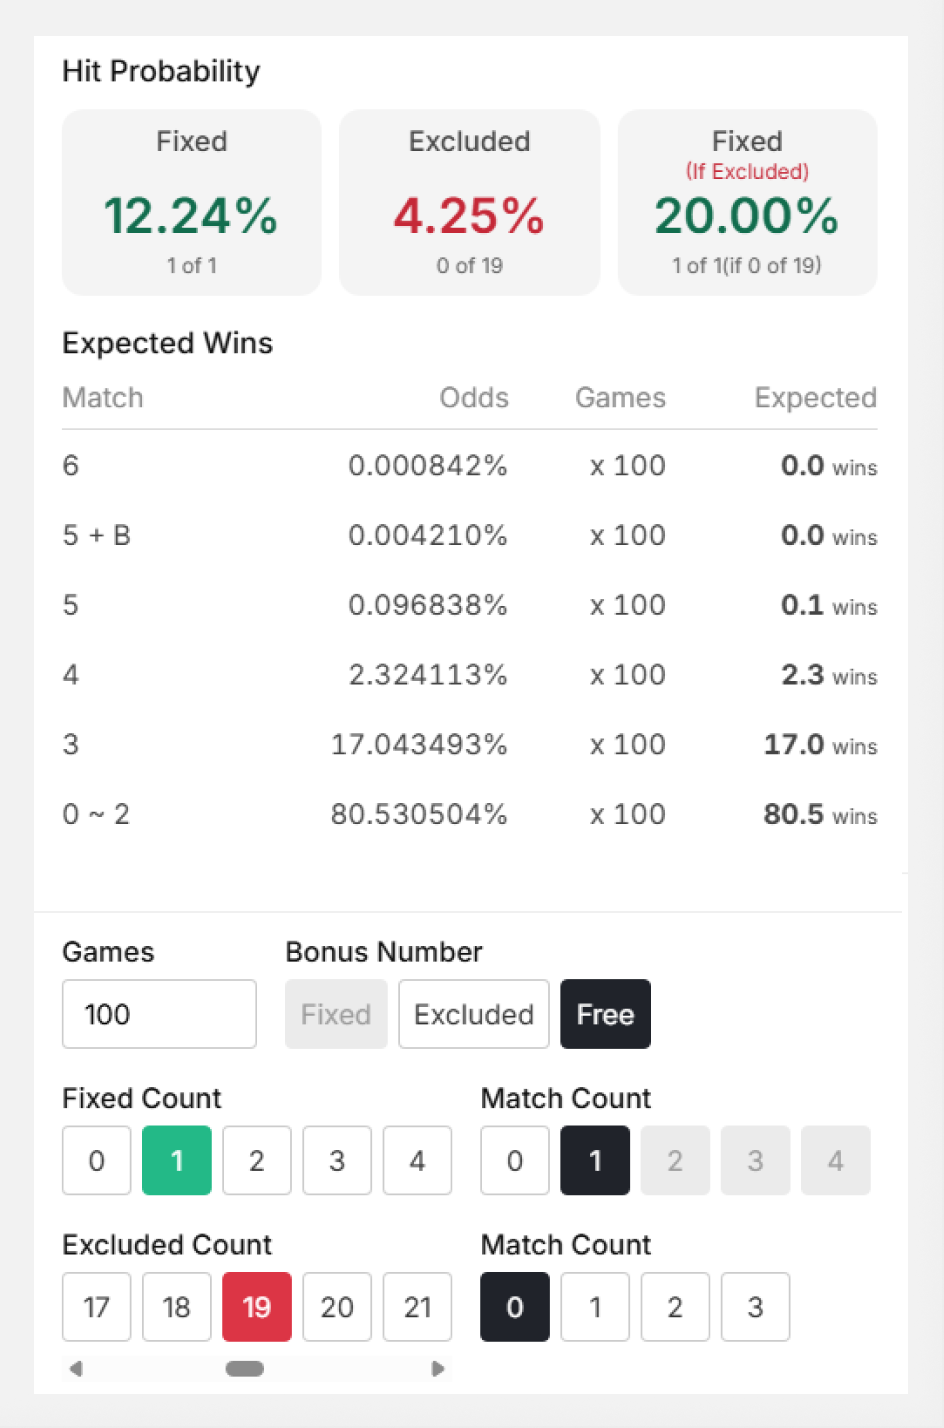 Hit Probability
Fixed Excluded Fixed
(If Excluded)
12.24% 4.25% 20.00%
1 of 1 0 of 19 1 of 1(if 0 of 19)
Expected Wins
Match Odds Games Expected
6 0.000842% x 100 0.0 wins
5 + B 0.004210% x 100 0.0 wins
5 0.096838% x 100 0.1 wins
4 2.324113% x 100 2.3 wins
3 17.043493% x 100 17.0 wins
0 ~ 2 80.530504% x 100 80.5 wins
Games Bonus Number
100 Fixed Excluded Free
Fixed Count Match Count
0 1 2 3 4 0 1 2 3 4
Excluded Count Match Count
17 18 19 20 21 0 1 2 3